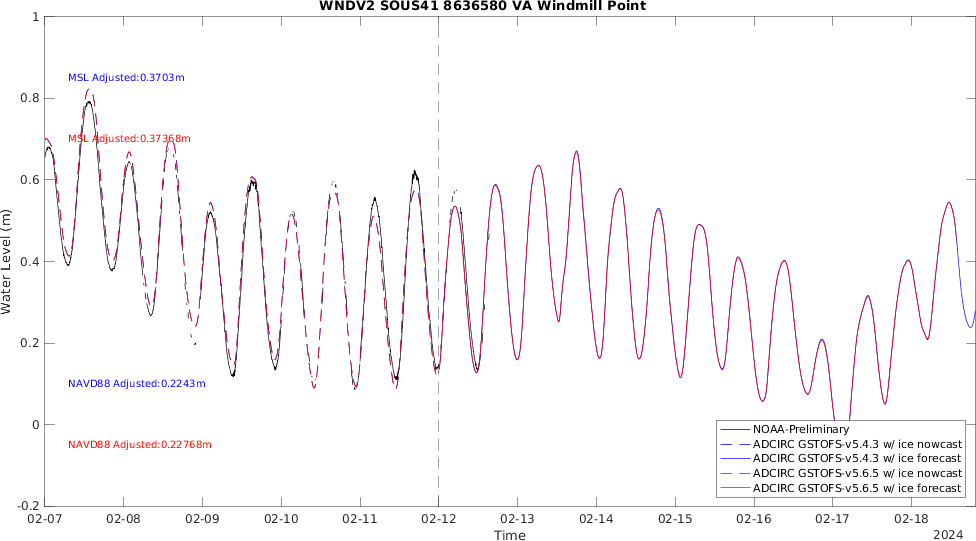 WNDV2 SOUS41 8636580 VA Windmill Point
1
0.8
0.6
0.4
0.2
0
-0.2
Water Level (m)
MSL Adjusted:0.3703m
MSL Adjusted:0.37368m
NAVD88 Adjusted:0.2243m
NAVD88 Adjusted:0.22768m
NOAA-Preliminary
ADCIRC GSTOFS-v5.4.3 w/ ice nowcast
ADCIRC GSTOFS-v5.4.3 w/ ice forecast
ADCIRC GSTOFS-v5.6.5 w/ ice nowcast
ADCIRC GSTOFS-v5.6.5 w/ ice forecast
02-07 02-08 02-09 02-10 02-11 02-12 02-13 02-14 02-15 02-16 02-17 02-18
Time
2024